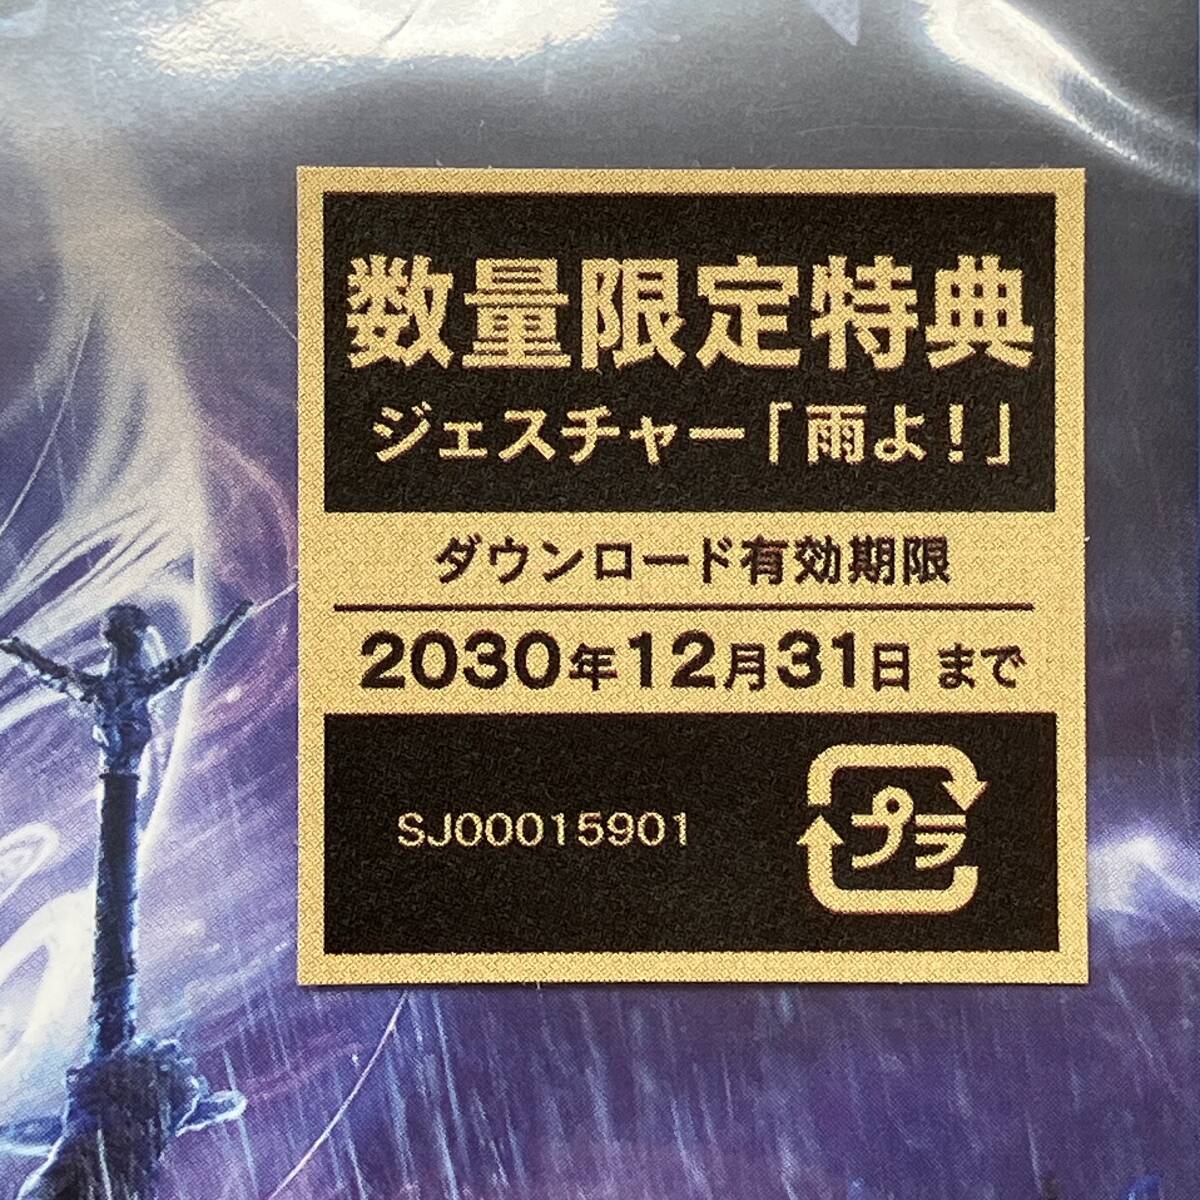 数量限定特典
ジェスチャー「雨よ!」
ダウンロード有効期限
2030年12月31日 まで
SJ00015901
プラ